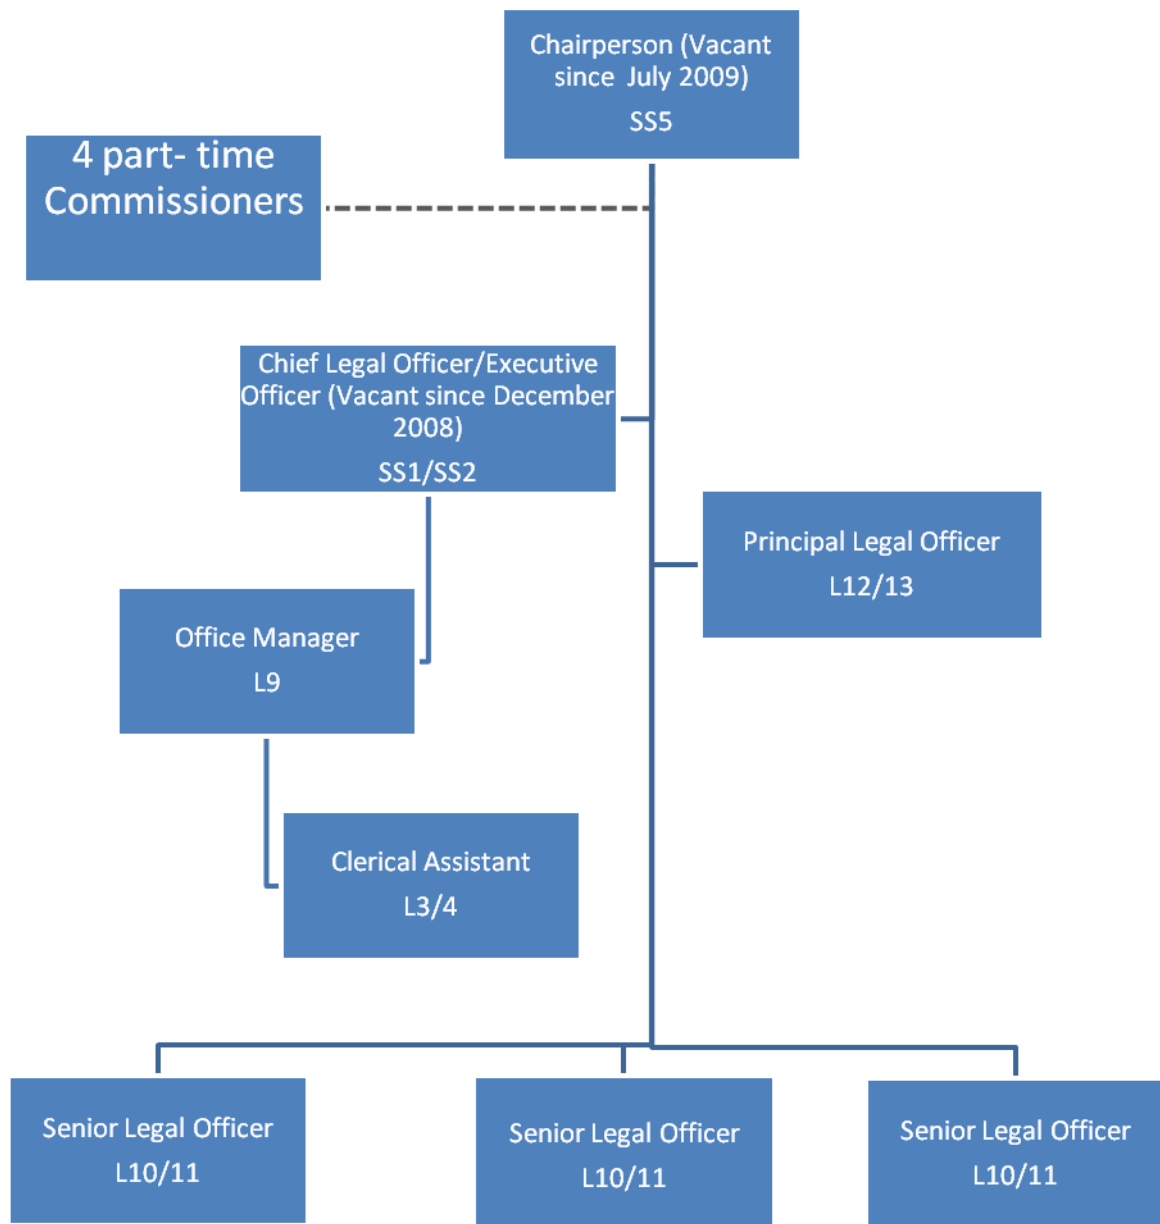 Chairperson (Vacant
since July 2009)
SS5
4 part- time
Commissioners
Chief Legal Officer/Executive
Officer (Vacant since December
2008)
SS1/SS2
Principal Legal Officer
L12/13
Office Manager
L9
Clerical Assistant
L3/4
Senior Legal Officer
L10/11
Senior Legal Officer
L10/11
Senior Legal Officer
L10/11